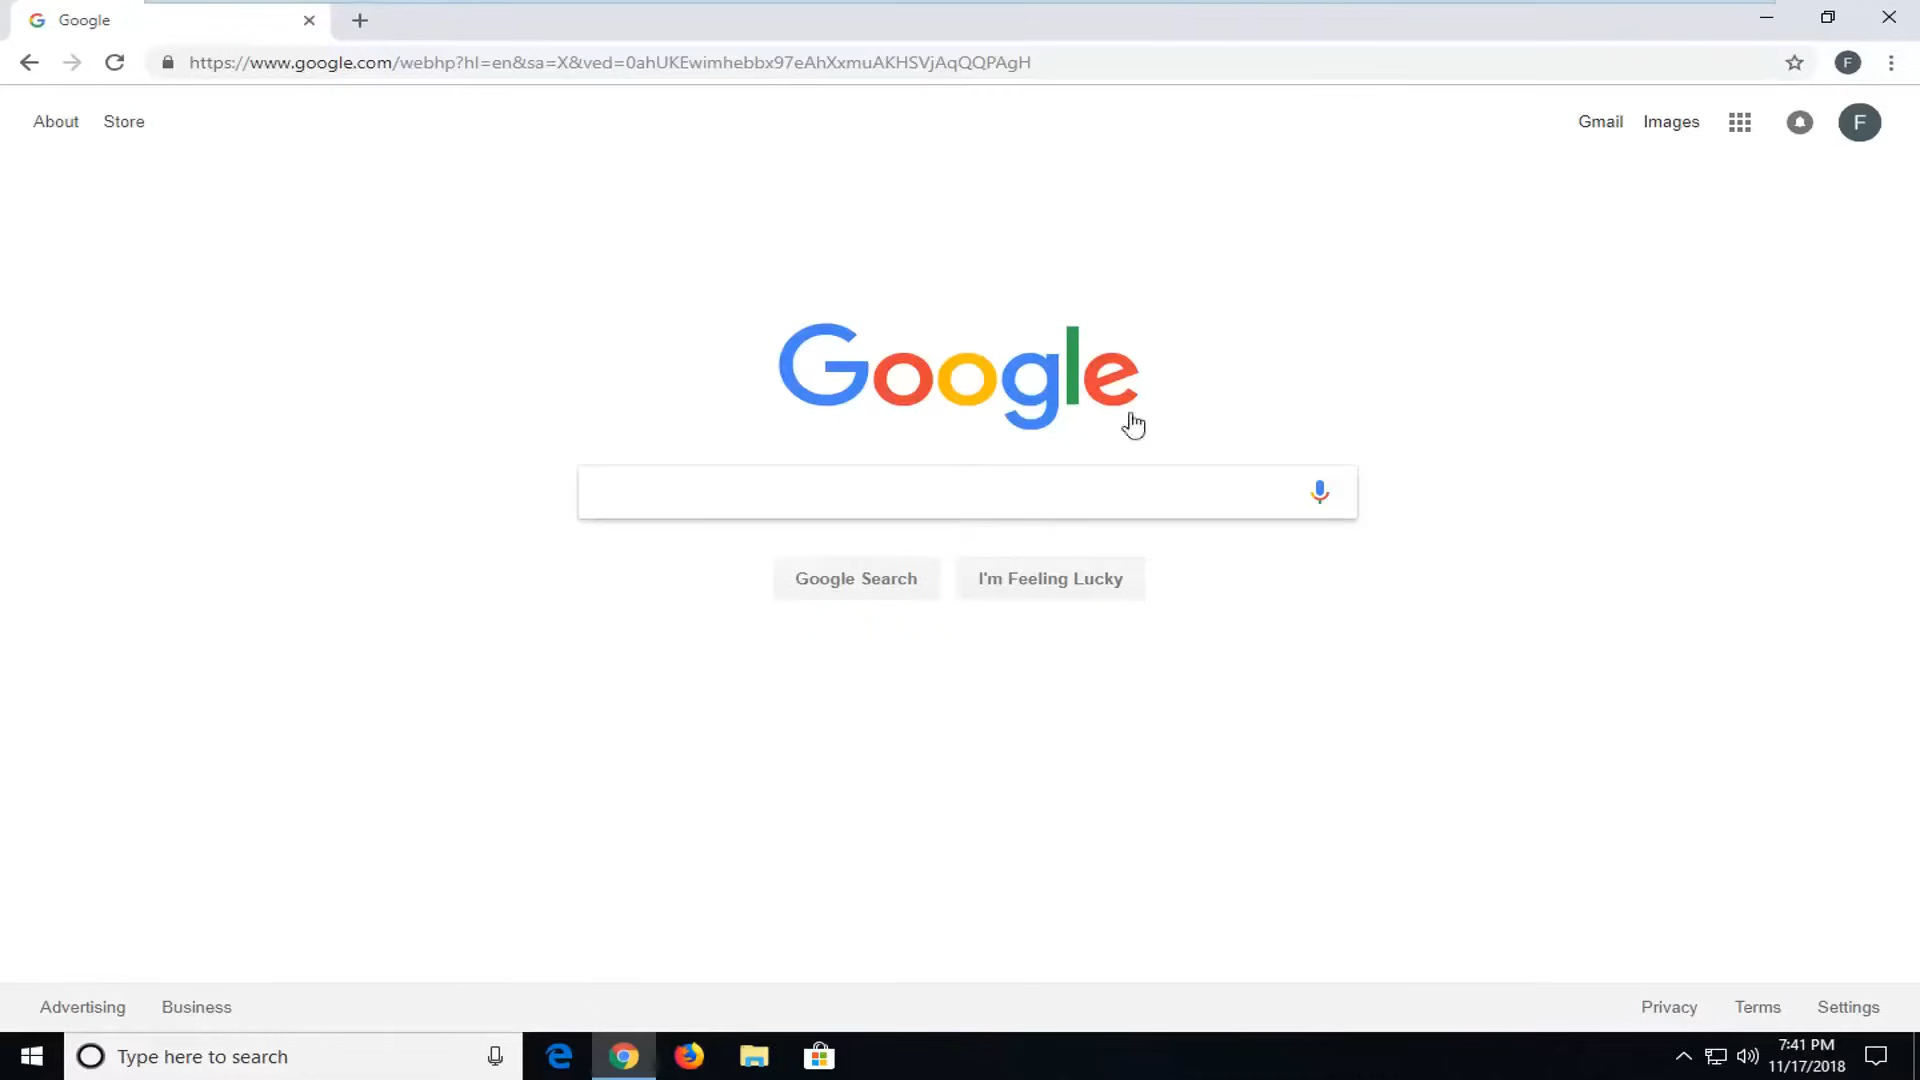 Google
https://www.google.com/webhp?hl=en&sa=X&ved=0ahUKEwimhebbx97eAhXxmuAKHSVjAqQQPAgH
F
About Store
Gmail Images F
Google
Google Search I'm Feeling Lucky
Advertising Business
Privacy Terms Settings
Type here to search
7:41 PM
11/17/2018